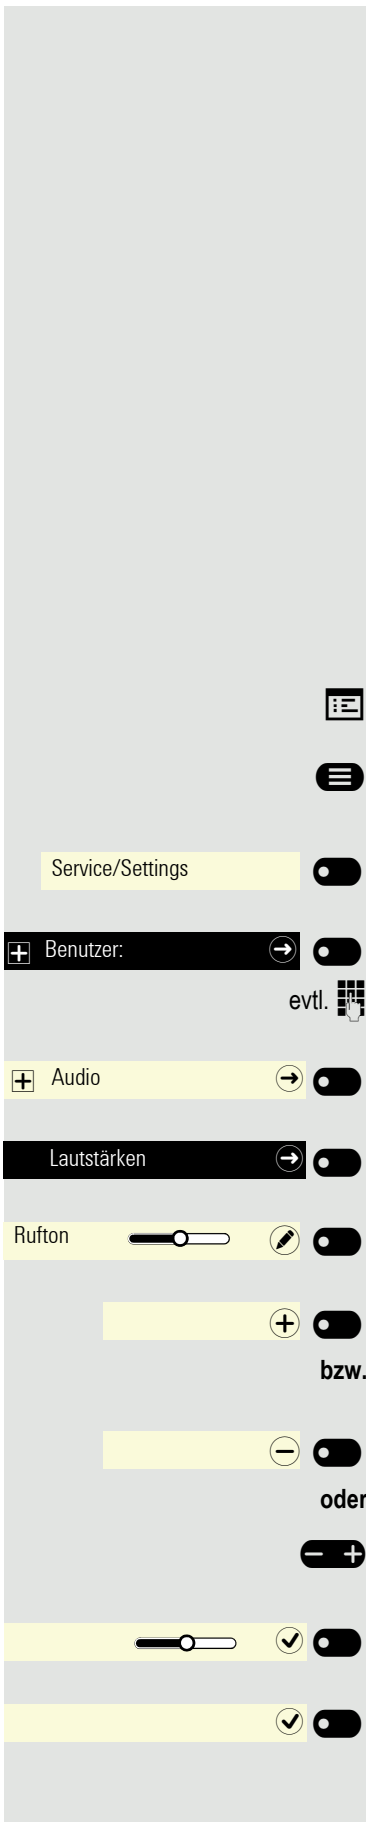 Service/Settings
Benutzer:
evtl.
Audio
Lautstärken
Rufton
bzw.
oder